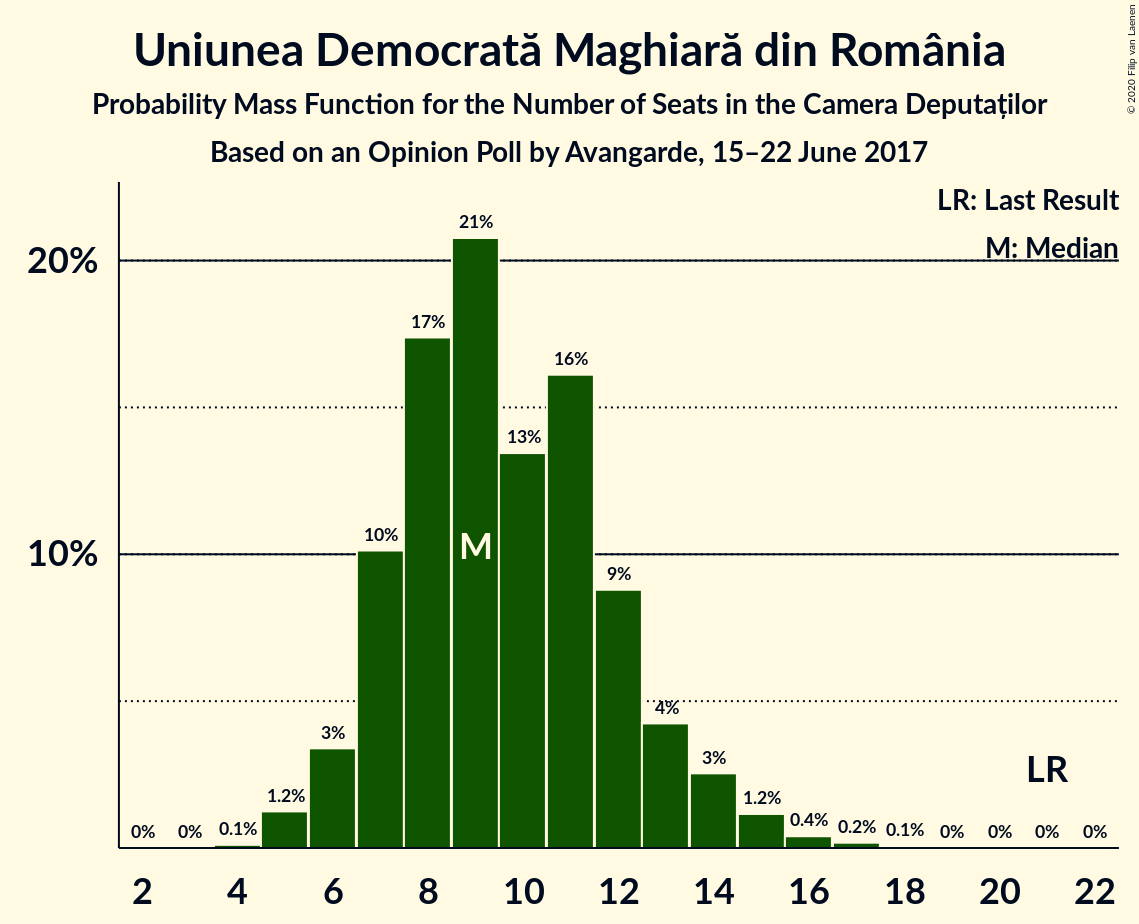 Uniunea Democrată Maghiară din România
Probability Mass Function for the Number of Seats in the Camera Deputaților
Based on an Opinion Poll by Avangarde, 15–22 June 2017
© 2020 Filip van Laenen
LR: Last Result
M: Median
20%
10%
0%
0%
0.1%
1.2%
3%
10%
17%
21%
13%
16%
9%
4%
3%
1.2%
0.4%
0.2%
0.1%
0%
0%
0%
0%
M
LR
2 4 6 8 10 12 14 16 18 20 22